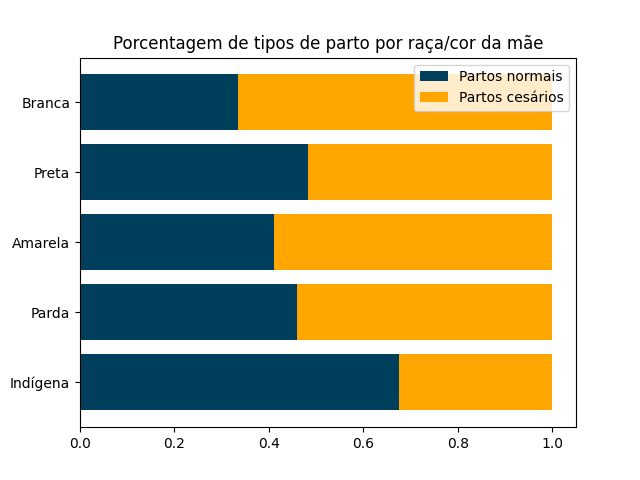 Porcentagem de tipos de parto por raça/cor da mãe
Partos normais
Partos cesários
Branca
Preta
Amarela
Parda
Indígena
0.0 0.2 0.4 0.6 0.8 1.0